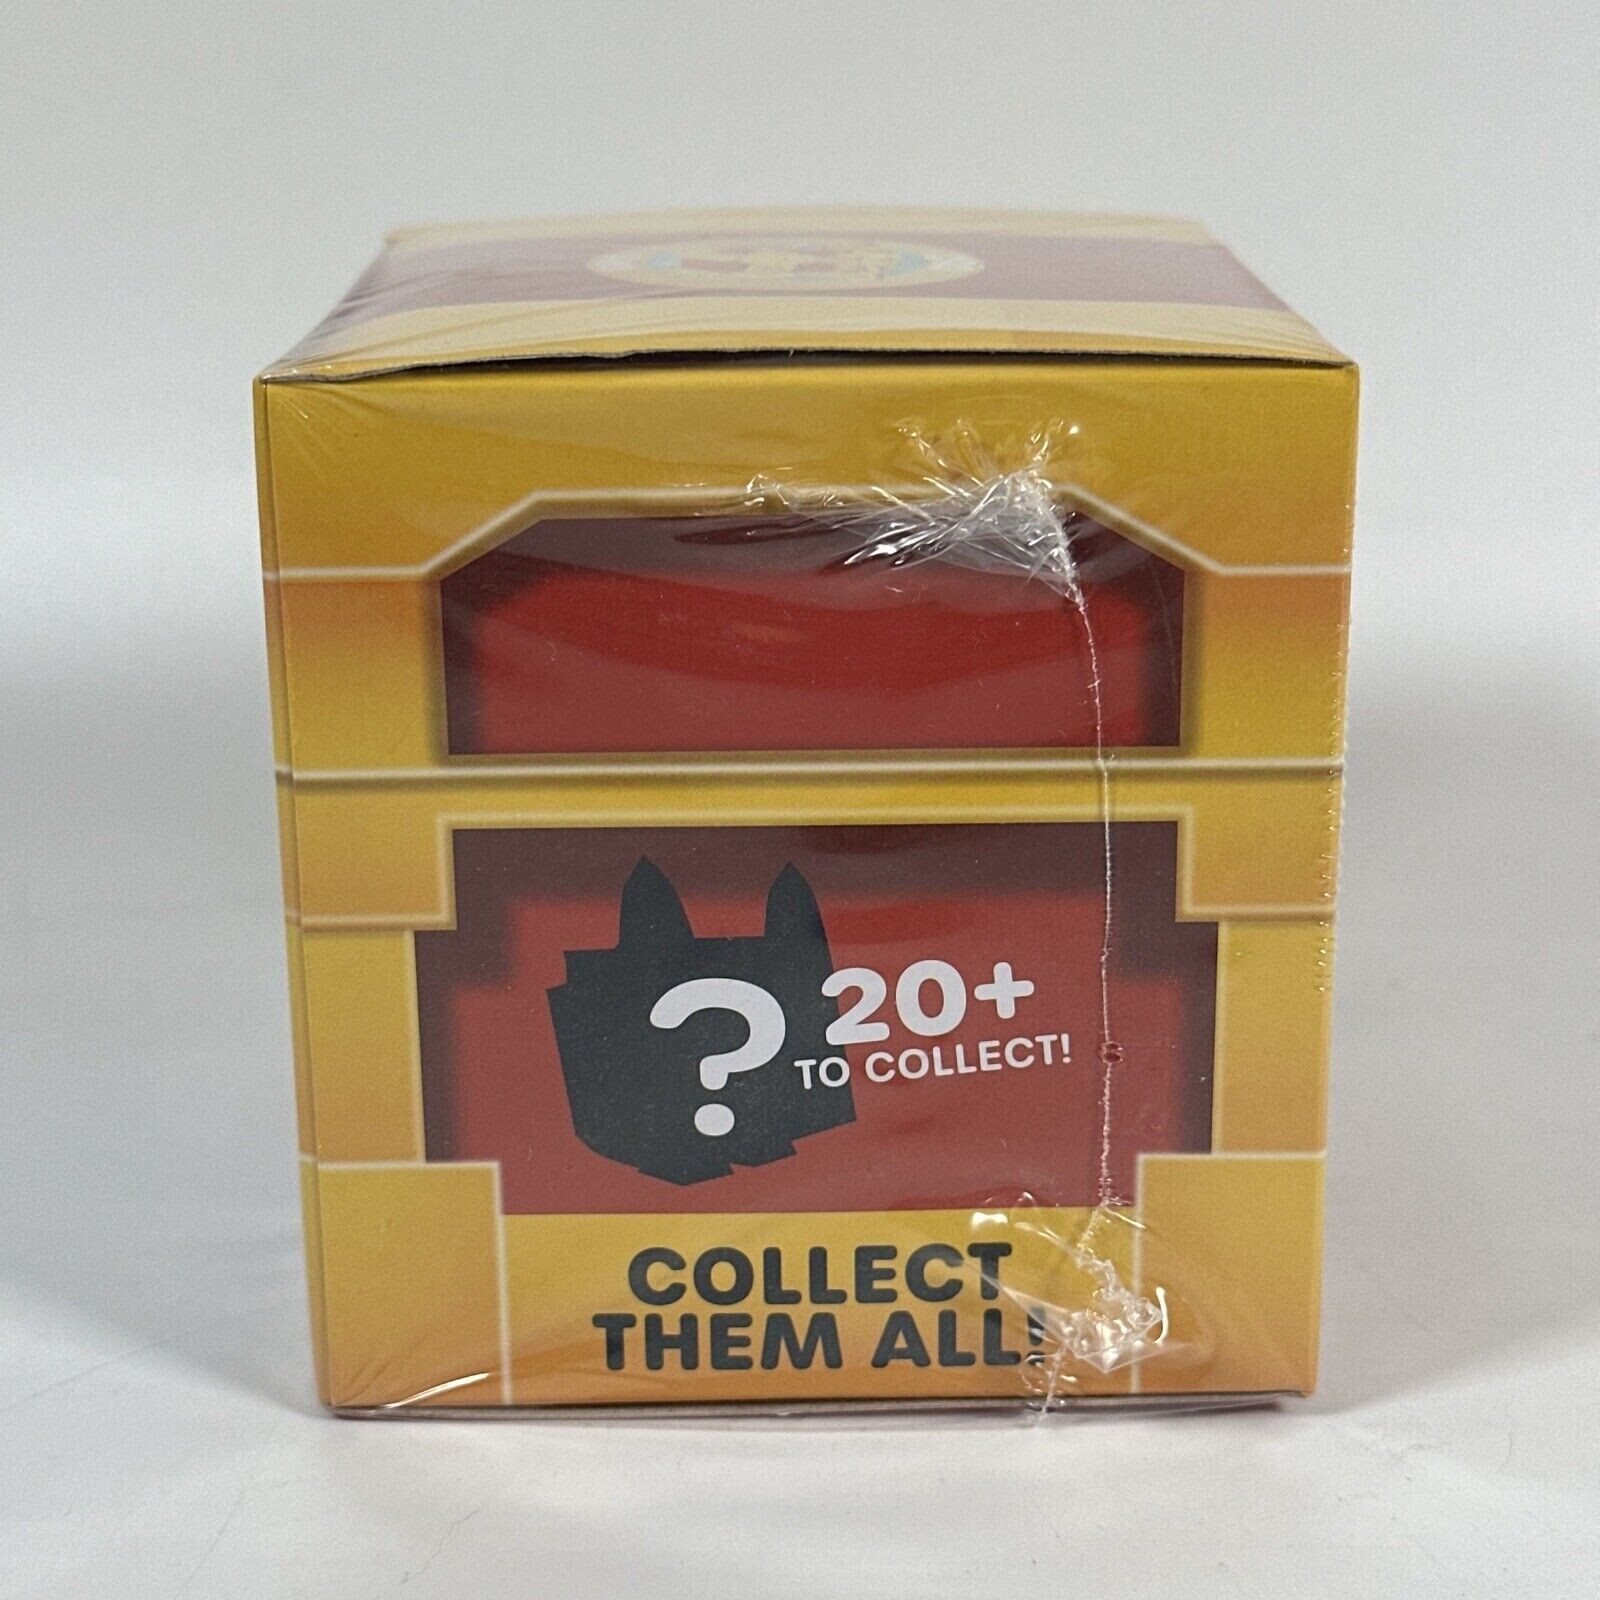 ?
20+
TO COLLECT!
COLLECT
THEM ALL!